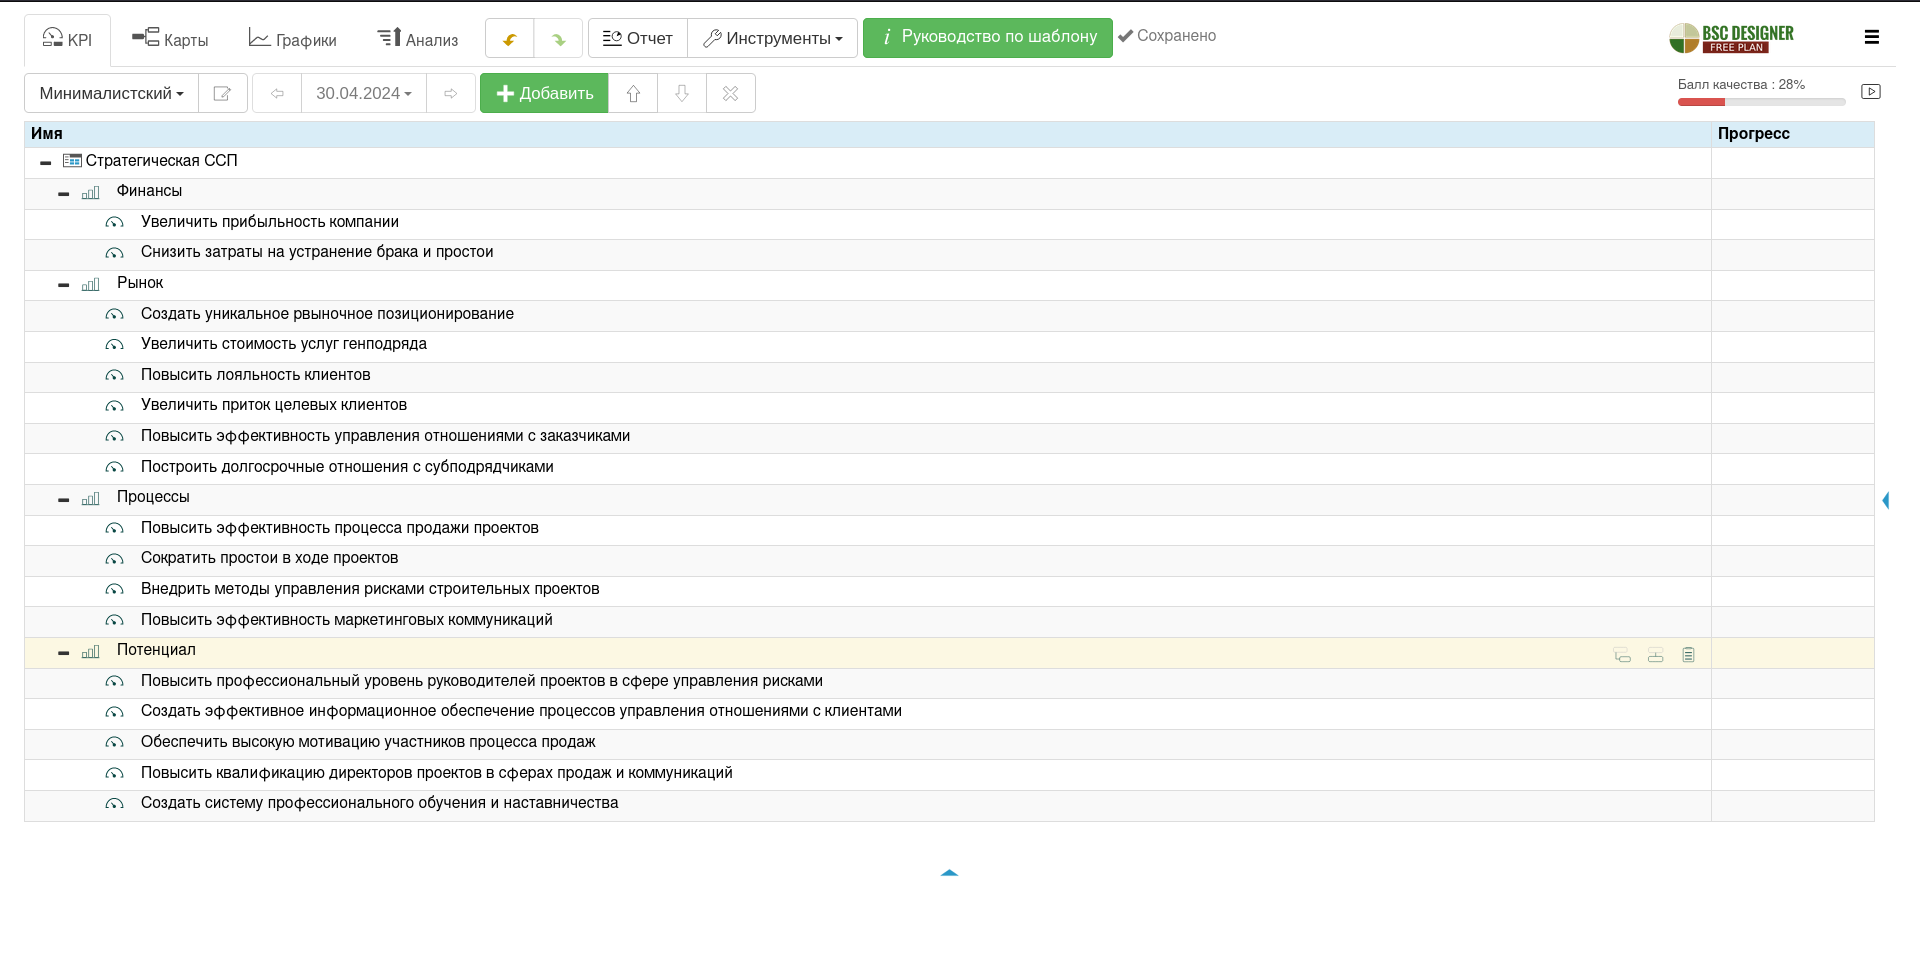 KPI Карты Графики Анализ Отчет Инструменты i Руководство по шаблону Сохранено BSC DESIGNER
FREE PLAN
Минималистский 30.04.2024 Добавить Балл качества : 28%
Имя Прогресс
Стратегическая ССП
Финансы
Увеличить прибыльность компании
Снизить затраты на устранение брака и простои
Рынок
Создать уникальное рвыночное позиционирование
Увеличить стоимость услуг генподряда
Повысить лояльность клиентов
Увеличить приток целевых клиентов
Повысить эффективность управления отношениями с заказчиками
Построить долгосрочные отношения с субподрядчиками
Процессы
Повысить эффективность процесса продажи проектов
Сократить простои в ходе проектов
Внедрить методы управления рисками строительных проектов
Повысить эффективность маркетинговых коммуникаций
Потенциал
Повысить профессиональный уровень руководителей проектов в сфере управления рисками
Создать эффективное информационное обеспечение процессов управления отношениями с клиентами
Обеспечить высокую мотивацию участников процесса продаж
Повысить квалификацию директоров проектов в сферах продаж и коммуникаций
Создать систему профессионального обучения и наставничества